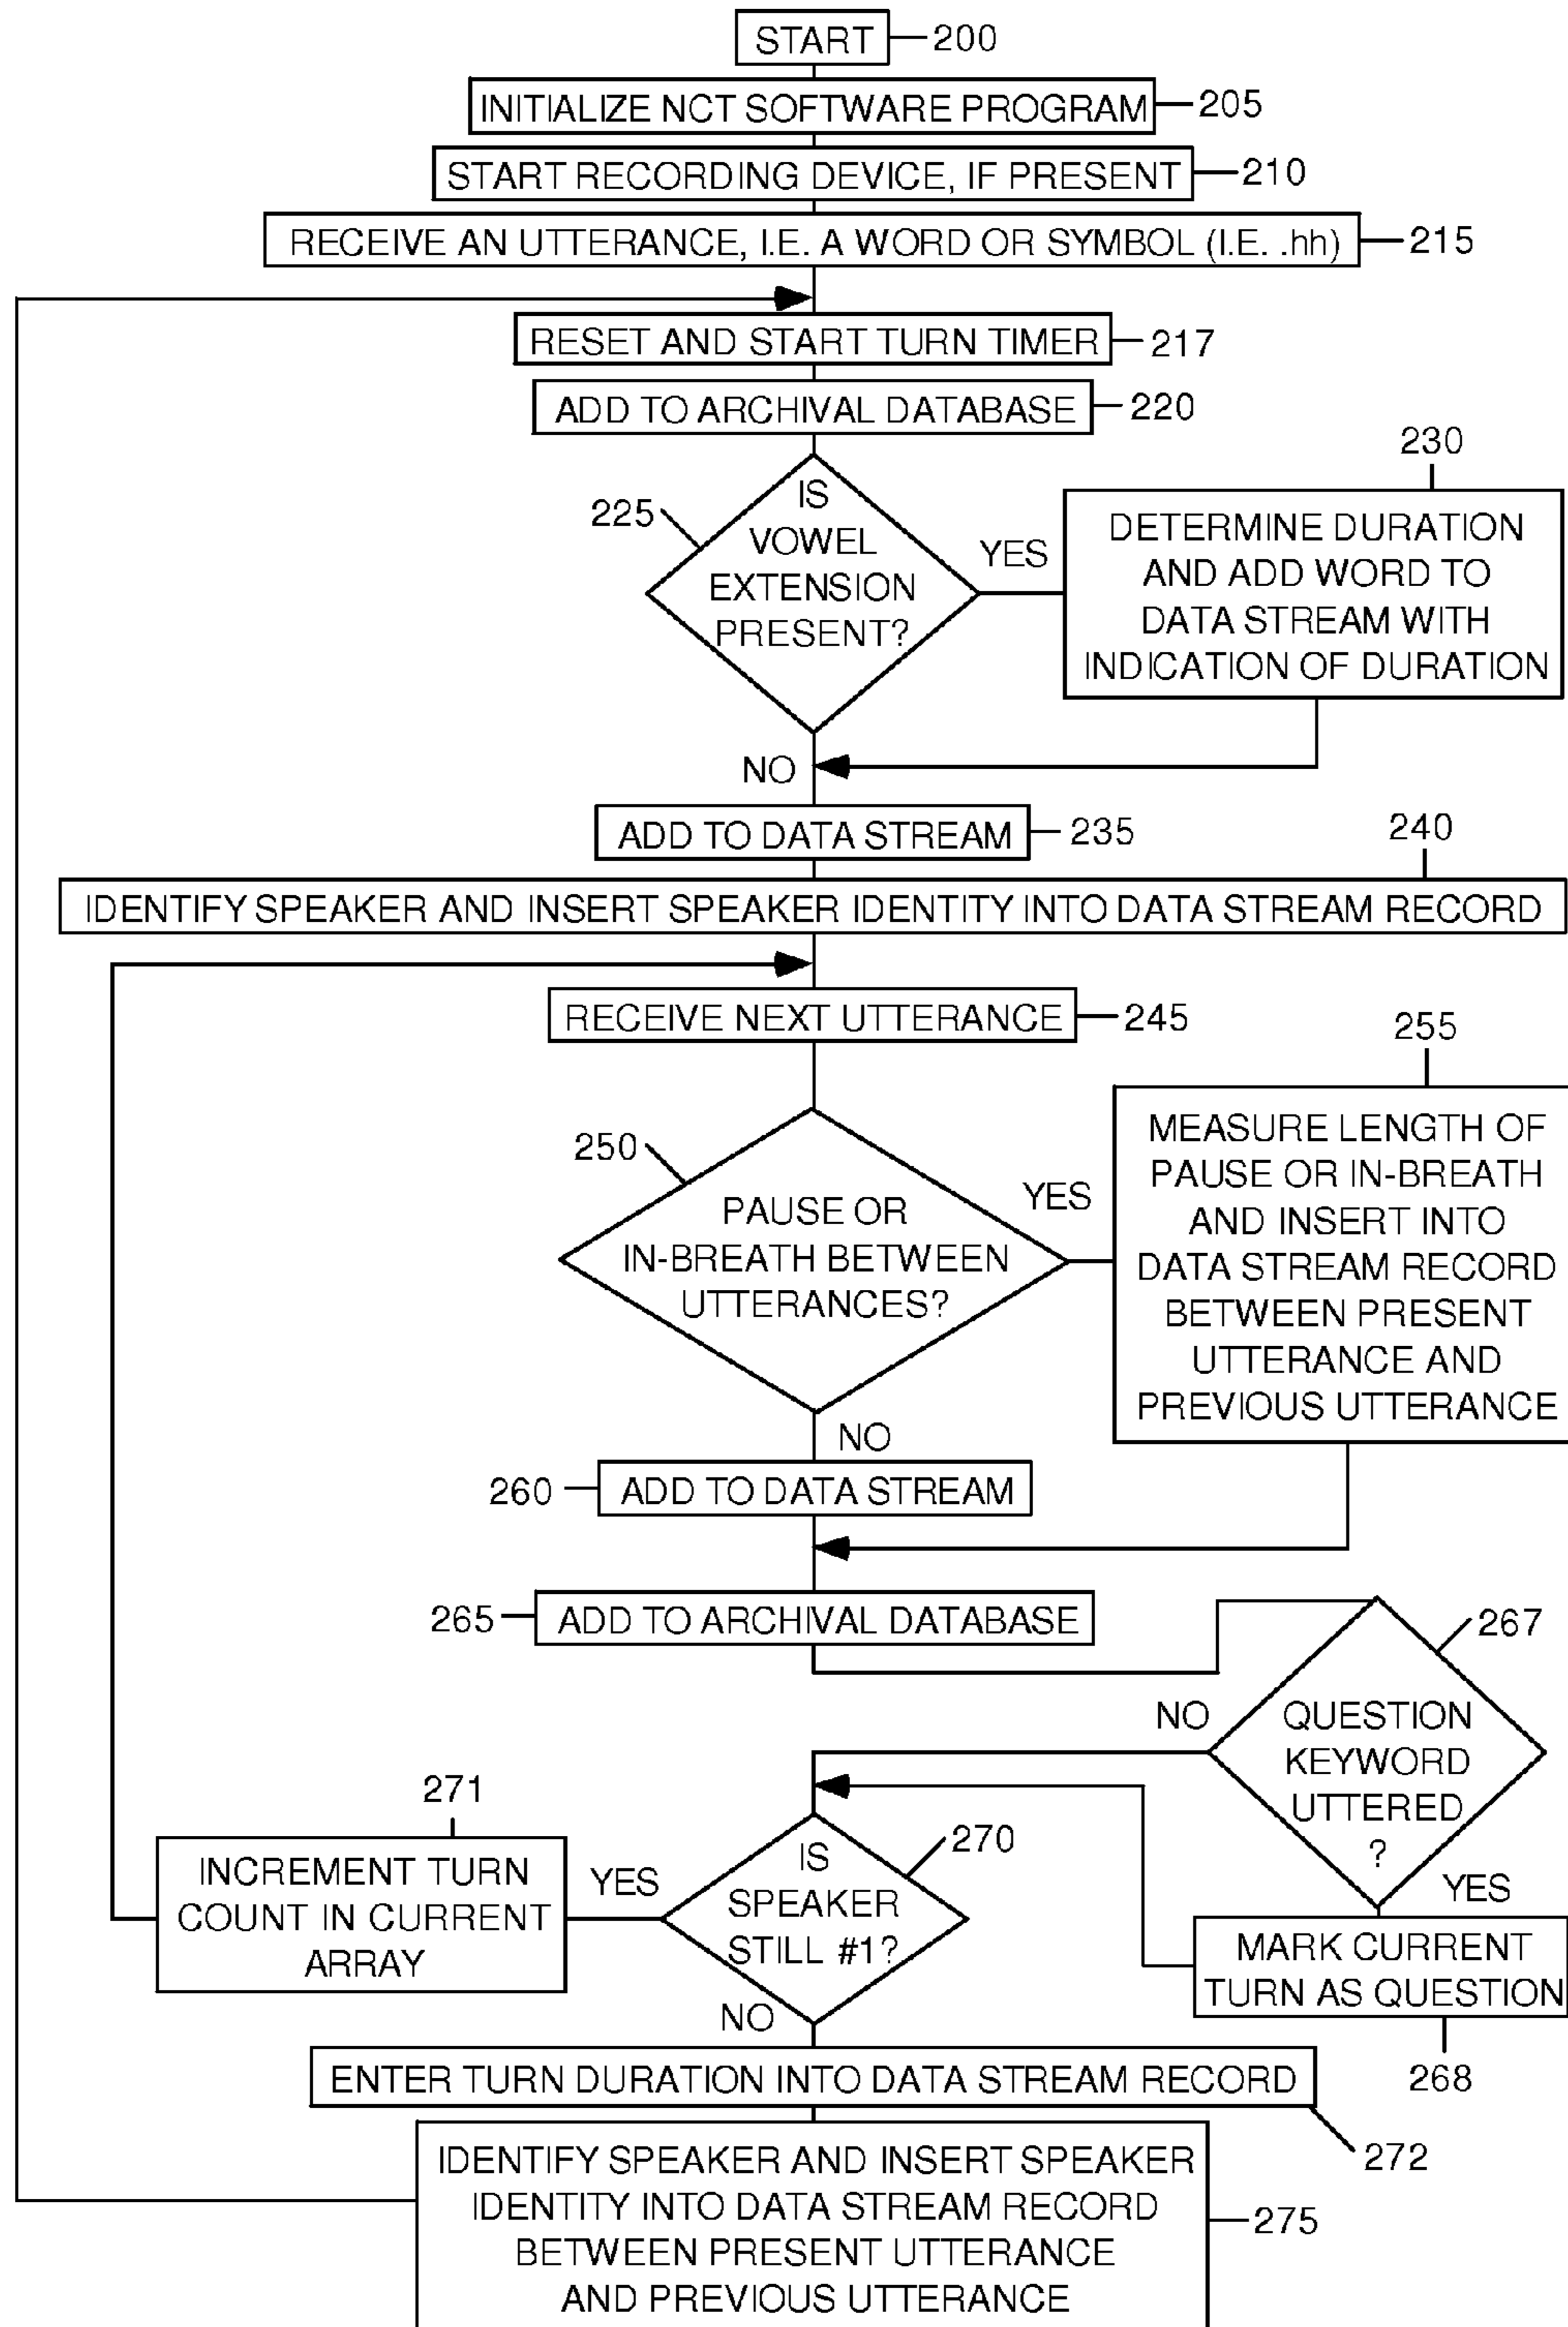 START
200
INITIALIZE NCT SOFTWARE PROGRAM
205
START RECORDING DEVICE, IF PRESENT
210
RECEIVE AN UTTERANCE, I.E. A WORD OR SYMBOL (I.E. .hh)
215
RESET AND START TURN TIMER
217
ADD TO ARCHIVAL DATABASE
220
225
IS
VOWEL
EXTENSION
PRESENT?
YES
230
DETERMINE DURATION
AND ADD WORD TO
DATA STREAM WITH
INDICATION OF DURATION
NO
ADD TO DATA STREAM
235
240
IDENTIFY SPEAKER AND INSERT SPEAKER IDENTITY INTO DATA STREAM RECORD
RECEIVE NEXT UTTERANCE
245
250
PAUSE OR
IN-BREATH BETWEEN
UTTERANCES?
YES
255
MEASURE LENGTH OF
PAUSE OR IN-BREATH
AND INSERT INTO
DATA STREAM RECORD
BETWEEN PRESENT
UTTERANCE AND
PREVIOUS UTTERANCE
NO
260
ADD TO DATA STREAM
265
ADD TO ARCHIVAL DATABASE
267
QUESTION
KEYWORD
UTTERED
?
NO
YES
MARK CURRENT
TURN AS QUESTION
268
270
IS
SPEAKER
STILL #1?
YES
271
INCREMENT TURN
COUNT IN CURRENT
ARRAY
NO
ENTER TURN DURATION INTO DATA STREAM RECORD
272
IDENTIFY SPEAKER AND INSERT SPEAKER
IDENTITY INTO DATA STREAM RECORD
BETWEEN PRESENT UTTERANCE
AND PREVIOUS UTTERANCE
275